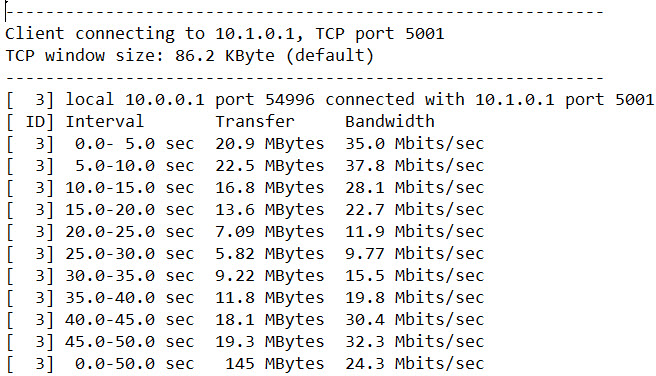 ------------------------------------------------------------
Client connecting to 10.1.0.1, TCP port 5001
TCP window size: 86.2 KByte (default)
------------------------------------------------------------
[  3] local 10.0.0.1 port 54996 connected with 10.1.0.1 port 5001
[ ID] Interval       Transfer     Bandwidth
[  3]  0.0- 5.0 sec  20.9 MBytes  35.0 Mbits/sec
[  3]  5.0-10.0 sec  22.5 MBytes  37.8 Mbits/sec
[  3] 10.0-15.0 sec  16.8 MBytes  28.1 Mbits/sec
[  3] 15.0-20.0 sec  13.6 MBytes  22.7 Mbits/sec
[  3] 20.0-25.0 sec  7.09 MBytes  11.9 Mbits/sec
[  3] 25.0-30.0 sec  5.82 MBytes  9.77 Mbits/sec
[  3] 30.0-35.0 sec  9.22 MBytes  15.5 Mbits/sec
[  3] 35.0-40.0 sec  11.8 MBytes  19.8 Mbits/sec
[  3] 40.0-45.0 sec  18.1 MBytes  30.4 Mbits/sec
[  3] 45.0-50.0 sec  19.3 MBytes  32.3 Mbits/sec
[  3]  0.0-50.0 sec   145 MBytes  24.3 Mbits/sec